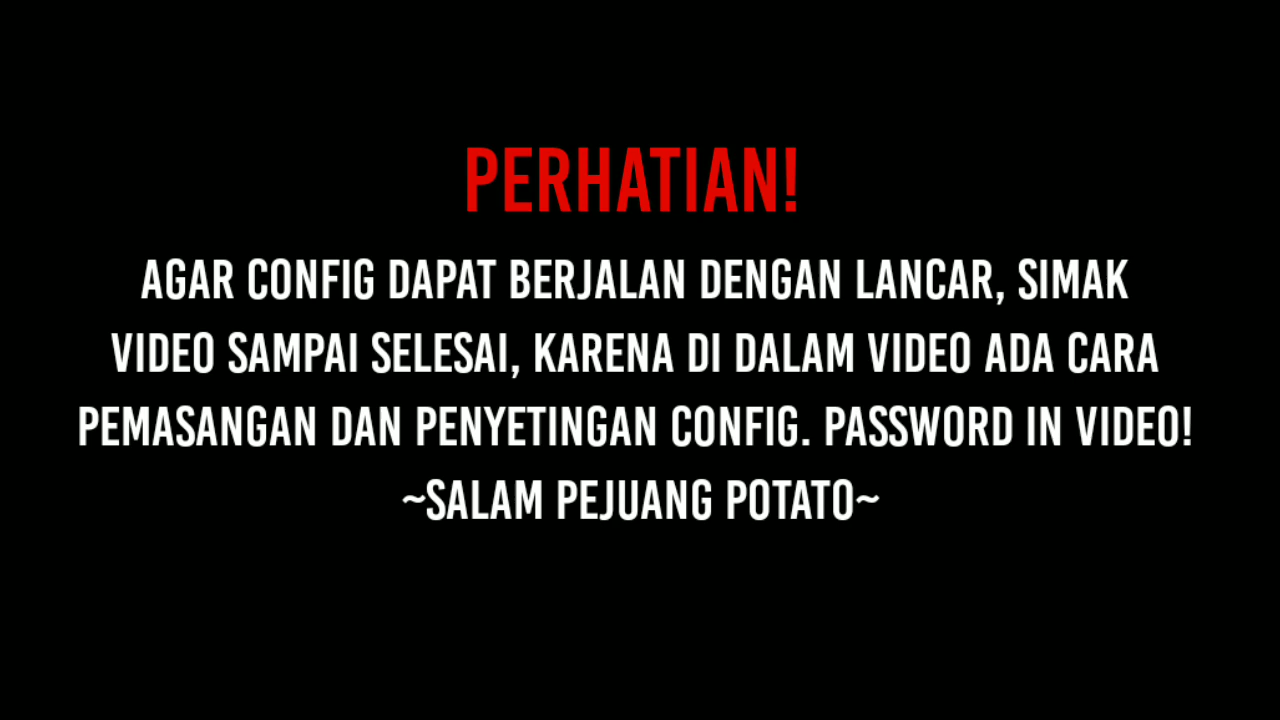 PERHATIAN!
AGAR CONFIG DAPAT BERJALAN DENGAN LANCAR, SIMAK
VIDEO SAMPAI SELESAI, KARENA DI DALAM VIDEO ADA CARA
PEMASANGAN DAN PENYETINGAN CONFIG. PASSWORD IN VIDEO!
~SALAM PEJUANG POTATO~